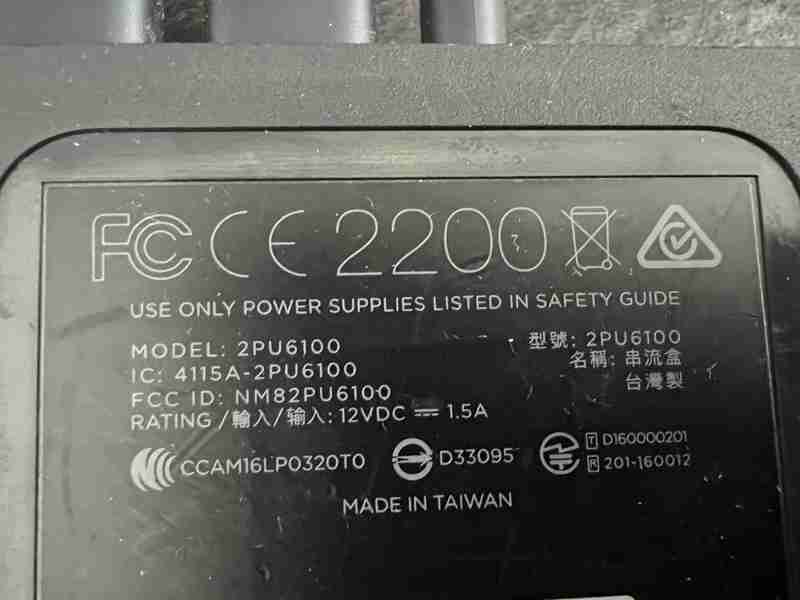 FC CE 2200
USE ONLY POWER SUPPLIES LISTED IN SAFETY GUIDE
MODEL: 2PU6100
IC: 4115A-2PU6100
FCC ID: NM82PU6100
RATING /輸入/输入: 12VDC ⎓ 1.5A
型號: 2PU6100
名稱: 串流盒
台灣製
CCAM16LP0320T0
D33095
T D160000201
R 201-160012
MADE IN TAIWAN